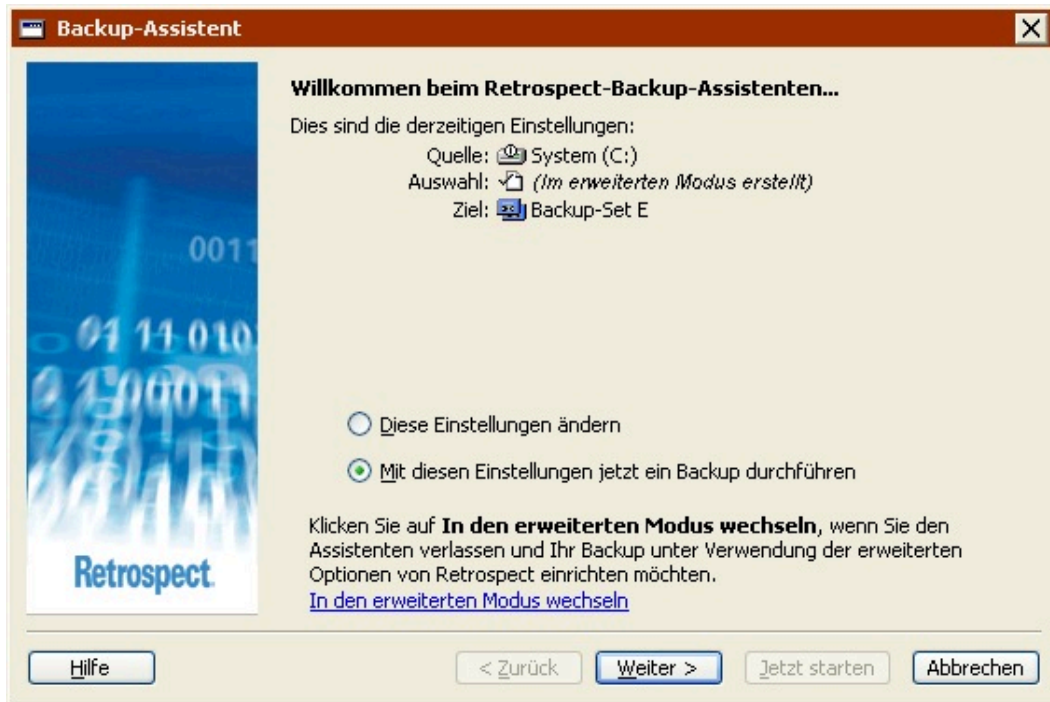 Backup-Assistent
Willkommen beim Retrospect-Backup-Assistenten...
Dies sind die derzeitigen Einstellungen:
Quelle: System (C:)
Auswahl: (Im erweiterten Modus erstellt)
Ziel: Backup-Set E
0011
01 11 010
0 1 00011
Retrospect.
Diese Einstellungen ändern
Mit diesen Einstellungen jetzt ein Backup durchführen
Klicken Sie auf In den erweiterten Modus wechseln, wenn Sie den
Assistenten verlassen und Ihr Backup unter Verwendung der erweiterten
Optionen von Retrospect einrichten möchten.
In den erweiterten Modus wechseln
Hilfe < Zurück Weiter > Jetzt starten Abbrechen